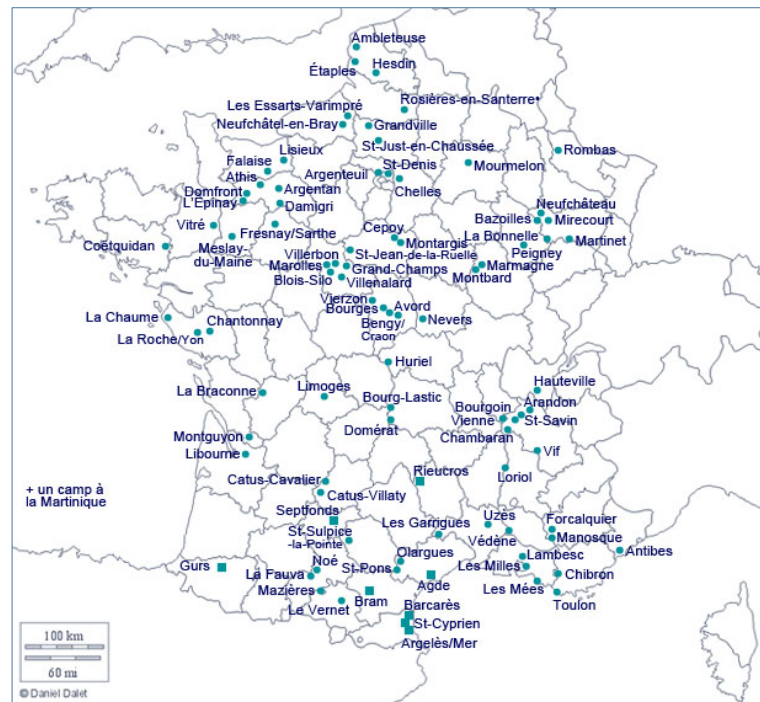 Ambleteuse
Hesdin
Étaples
Les Essarts-Varimpré
Rosières-en-Santerre•
Neufchâtel-en-Bray
Grandville
St-Just-en-Chaussée
Lisieux
Rombas
Falaise
Argenteuil
St-Denis
Mourmelon
Athis
Chelles
Domfront
Argentan
L'Epinay
Damigri
Neufchâteau
Bazoilles
Mirecourt
Vitré
Fresnay/Sarthe
Cepoy
La Bonnelle
Martinet
Coëtquidan
Meslay-
du-Maine
Montargis
Peigney
Villerbon
St-Jean-de-la-Ruelle
Marolles
Grand-Champs
Marmagne
Blois-Silo
Villenalard
Montbard
Vierzon
Bourges
Avord
La Chaume
Chantonnay
Bengy/
Craon
Nevers
La Roche/Yon
Huriel
Hauteville
La Braconne
Limoges
Bourg-Lastic
Bourgoin
Arandon
Vienne
St-Savin
Montguyon
Domérat
Chambaran
Libourne
Vif
Rieucros
Loriol
Catus-Cavalier
+ un camp à
la Martinique
Catus-Villaty
Septfonds
Les Garrigues
Uzès
Forcalquier
St-Sulpice
-la-Pointe
Védène
Manosque
Antibes
Olargues
Lambesc
Gurs
Noé
St-Pons
Les Milles
Chibron
La Fauva
Agde
Les Mées
Mazières
Bram
Barcarès
Toulon
Le Vernet
St-Cyprien
Argelès/Mer
100 km
60 mi
© Daniel Dalet